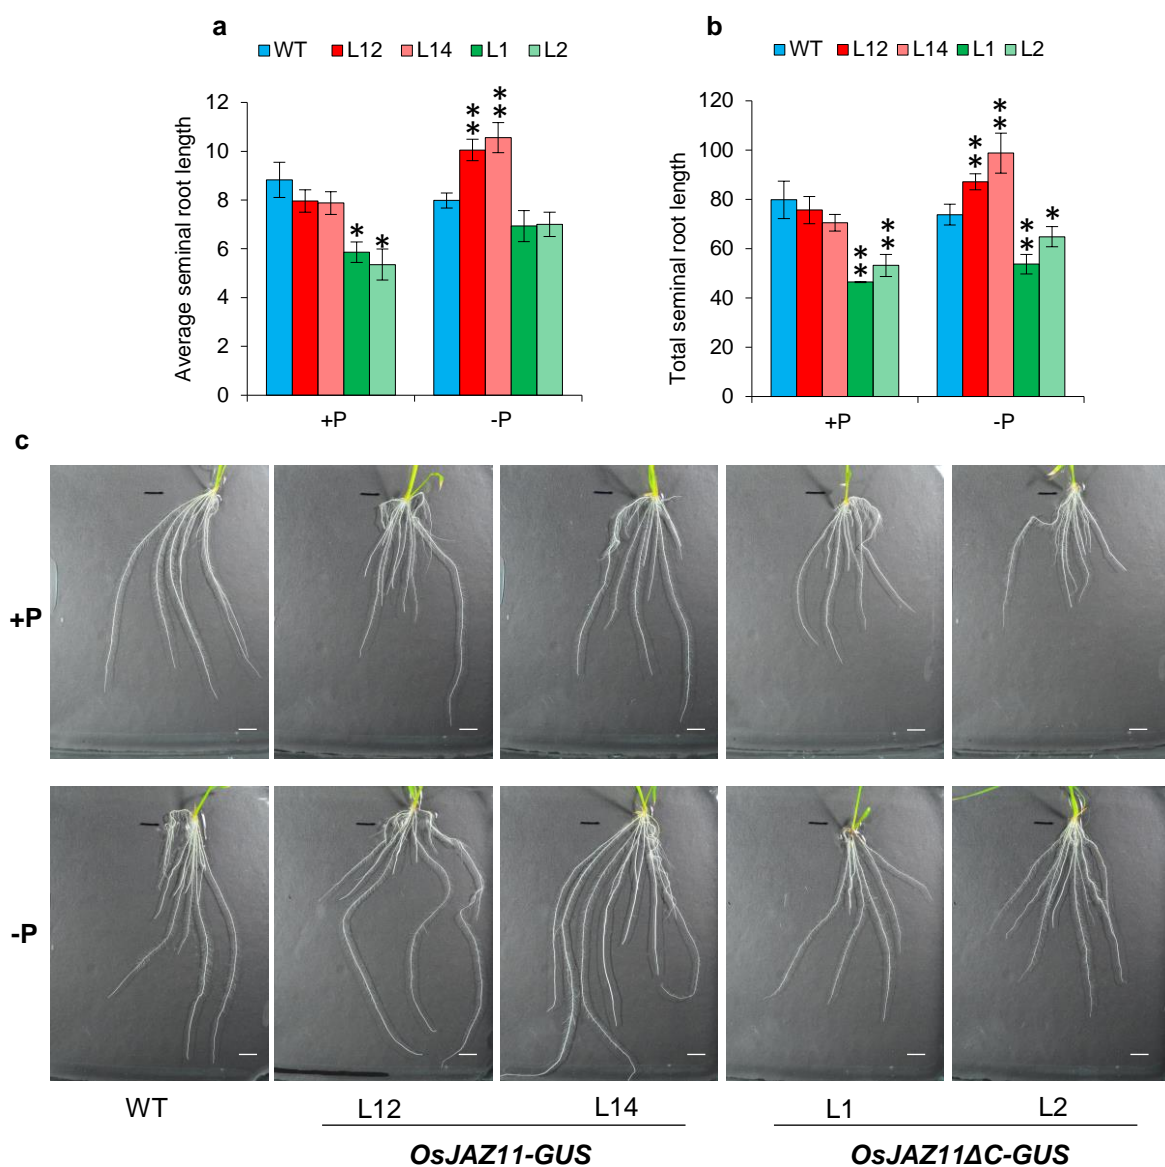 a
WT L12 L14 L1 L2
Average seminal root length
12
10
8
6
4
2
0
* * ** **
+P -P
b
WT L12 L14 L1 L2
Total seminal root length
120
100
80
60
40
20
0
** ** ** ** ** *
+P -P
c
+P
-P
WT L12 L14 L1 L2
OsJAZ11-GUS OsJAZ11ΔC-GUS